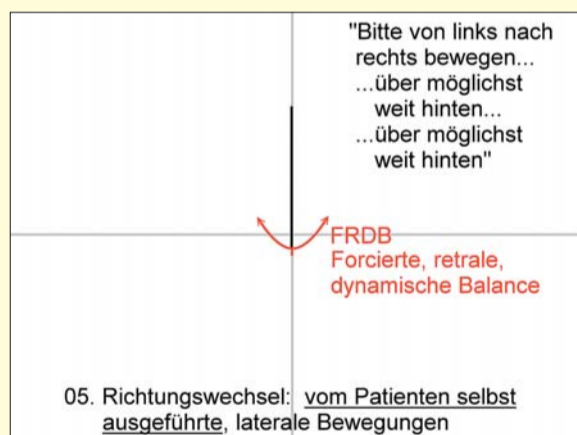 "Bitte von links nach
rechts bewegen...
...über möglichst
weit hinten...
...über möglichst
weit hinten"
FRDB
Forcierte, retrale,
dynamische Balance
05. Richtungswechsel: vom Patienten selbst
ausgeführte, laterale Bewegungen